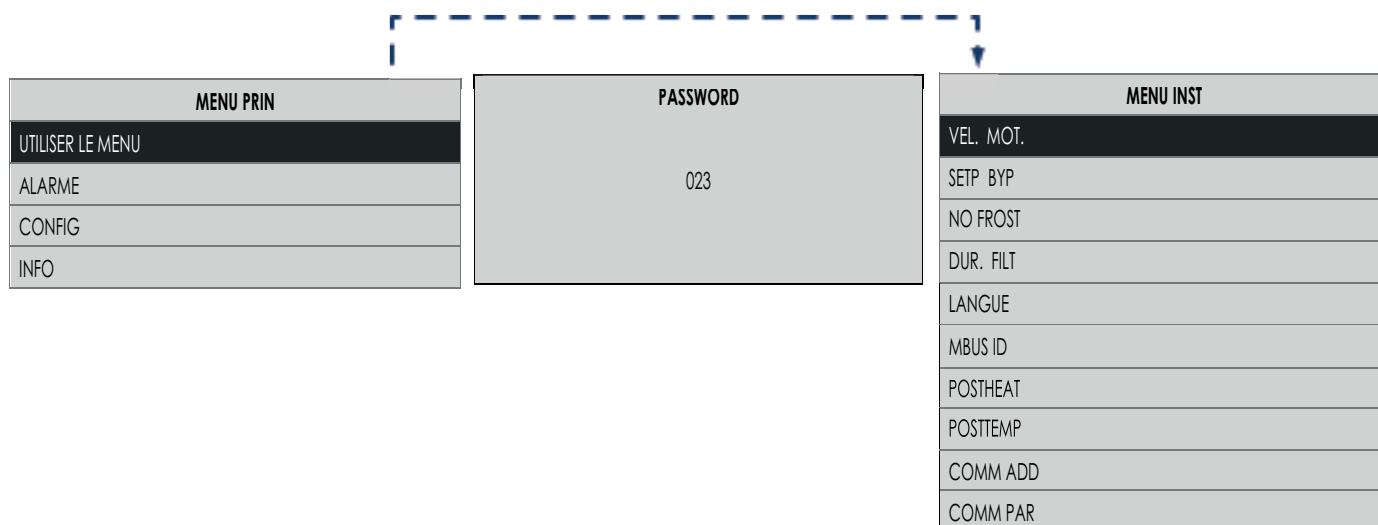 MENU PRIN
UTILISER LE MENU
ALARME
CONFIG
INFO
PASSWORD
023
MENU INST
VEL. MOT.
SETP BYP
NO FROST
DUR. FILT
LANGUE
MBUS ID
POSTHEAT
POSTTEMP
COMM ADD
COMM PAR